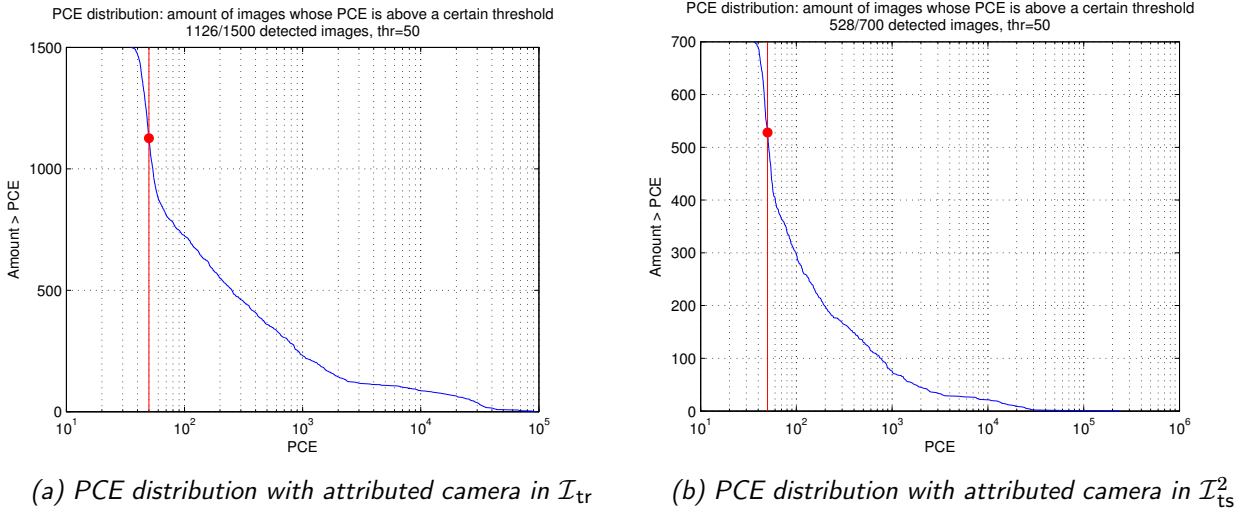 PCE distribution: amount of images whose PCE is above a certain threshold
1126/1500 detected images, thr=50
1500
1000
500
0
Amount > PCE
10^1
10^2
10^3
10^4
10^5
PCE
(a) PCE distribution with attributed camera in 𝓘_tr
PCE distribution: amount of images whose PCE is above a certain threshold
528/700 detected images, thr=50
700
600
500
400
300
200
100
0
Amount > PCE
10^1
10^2
10^3
10^4
10^5
10^6
PCE
(b) PCE distribution with attributed camera in 𝓘^2_ts